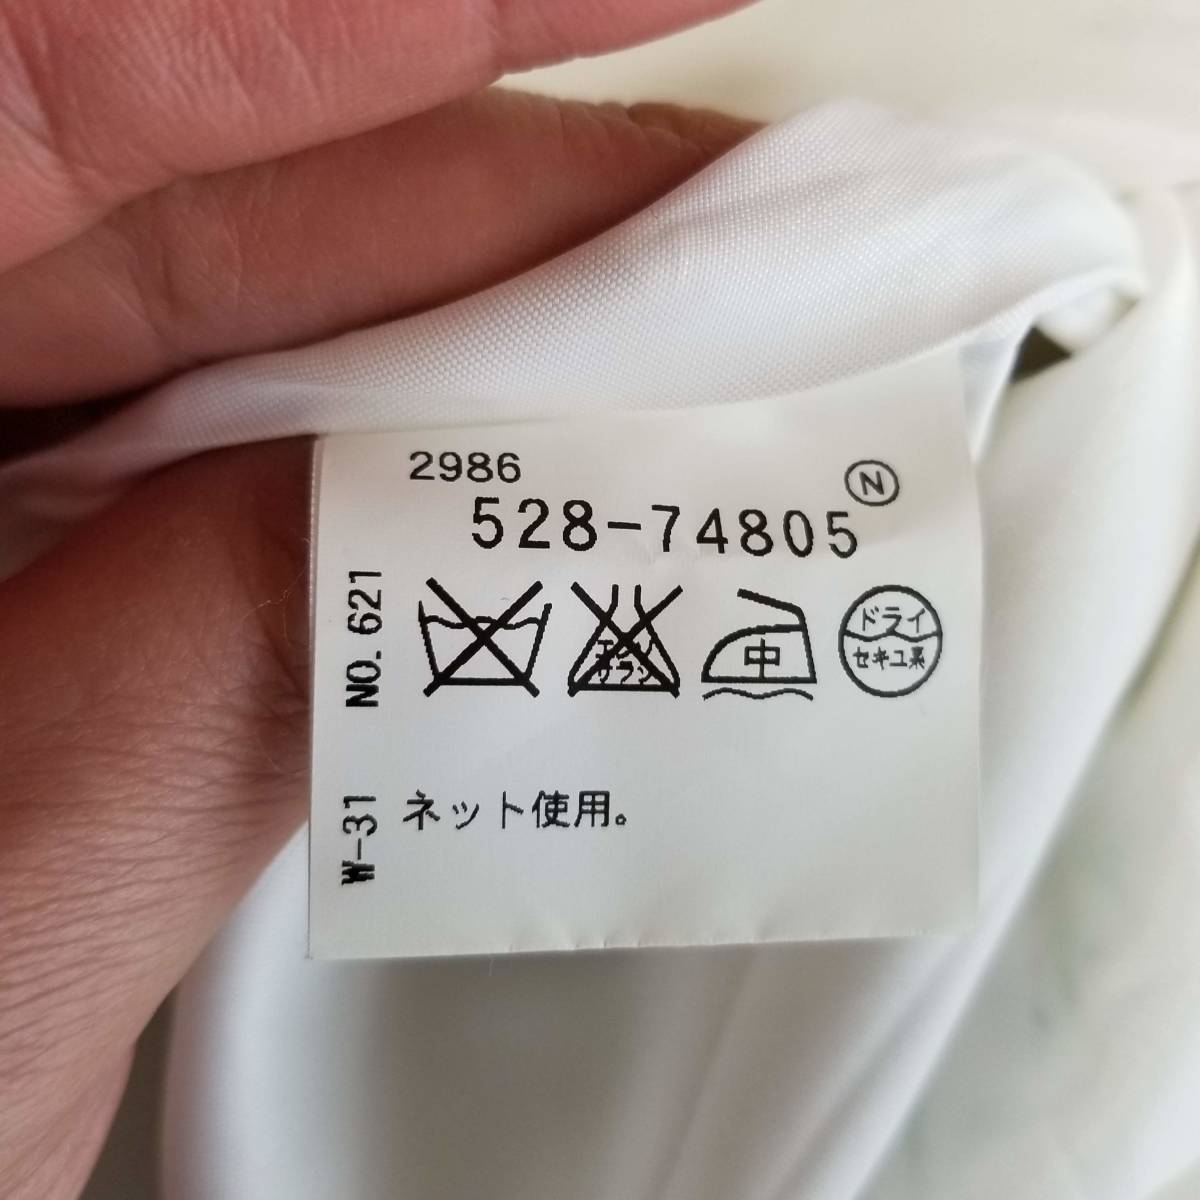 2986
528-74805 Ⓝ
NO. 621
エンソ
サラシ
中
ドライ
セキユ系
W-31
ネット使用。